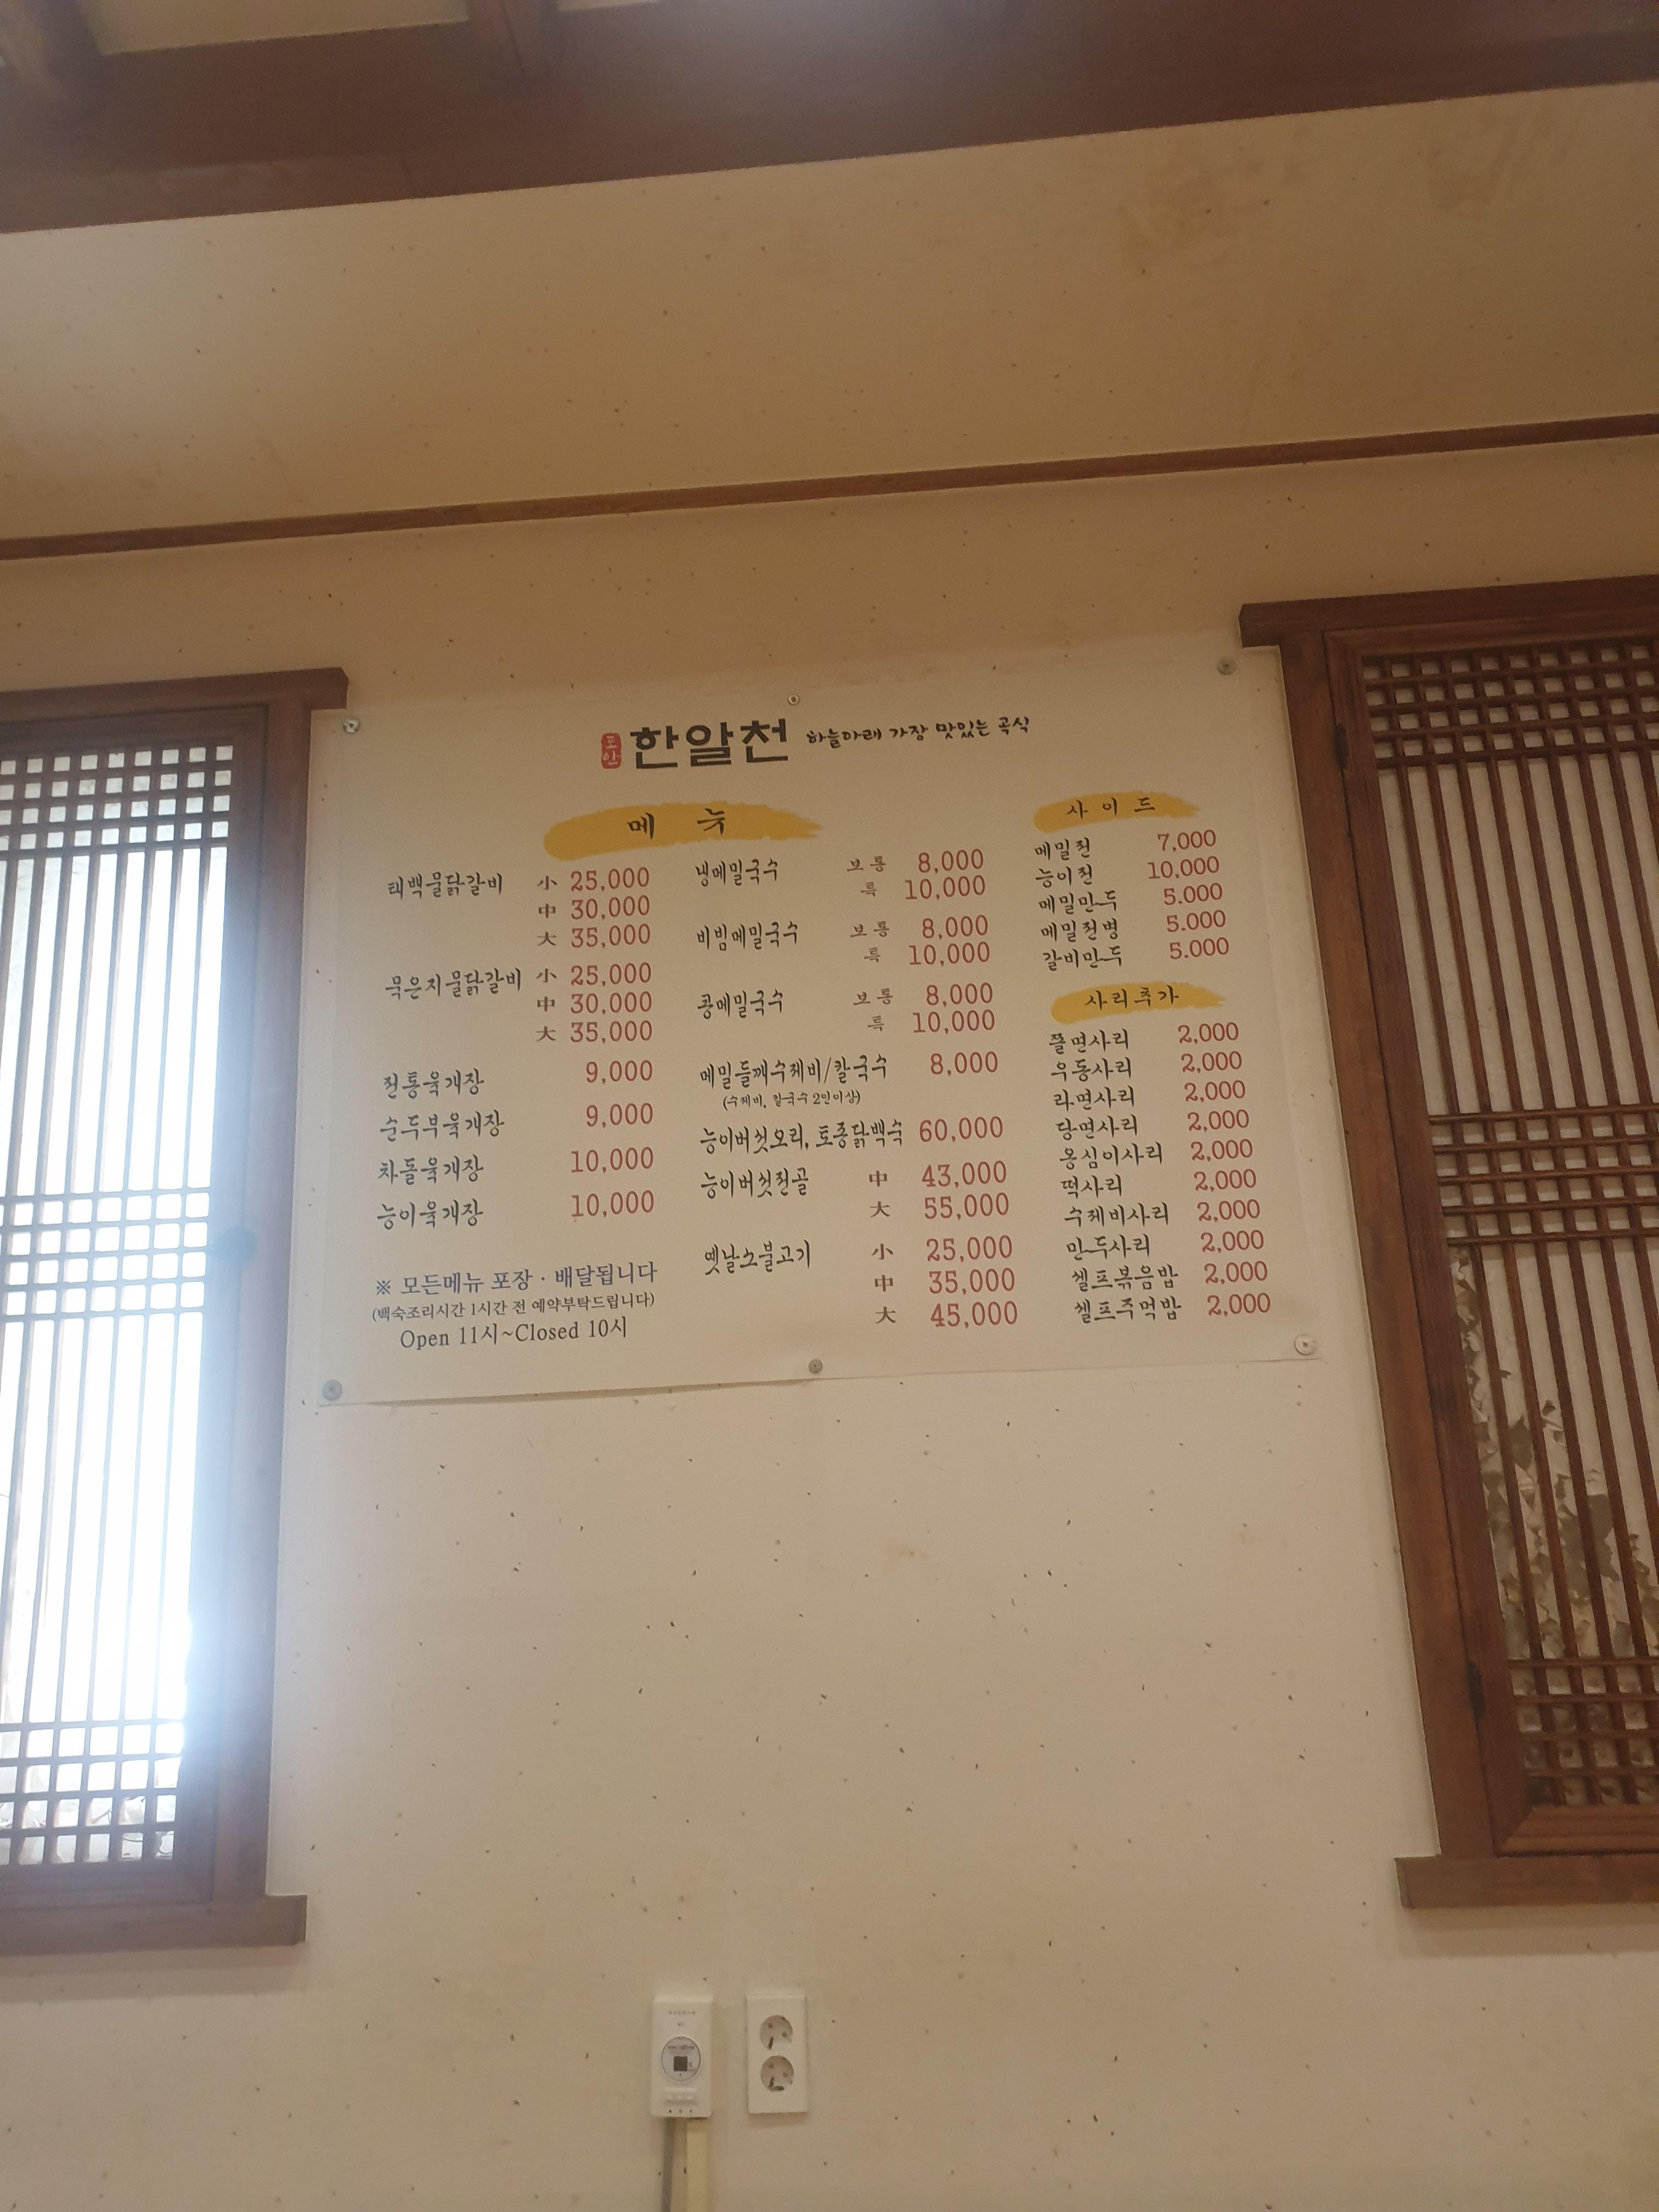 도안 한알천 하늘아래 가장 맛있는 곡식
메 뉴
태백물닭갈비 小 25,000
中 30,000
大 35,000
묵은지물닭갈비 小 25,000
中 30,000
大 35,000
전통육개장 9,000
순두부육개장 9,000
차돌육개장 10,000
능이육개장 10,000
※ 모든메뉴 포장 · 배달됩니다
(백숙조리시간 1시간 전 예약부탁드립니다)
Open 11시~Closed 10시
냉메밀국수 보통 8,000
특 10,000
비빔메밀국수 보통 8,000
특 10,000
콩메밀국수 보통 8,000
특 10,000
메밀들깨수제비/칼국수 8,000
(수제비, 칼국수 2인이상)
능이버섯오리, 토종닭백숙 60,000
능이버섯전골 中 43,000
大 55,000
옛날소불고기 小 25,000
中 35,000
大 45,000
사 이 드
메밀전 7,000
능이전 10,000
메밀만두 5.000
메밀전병 5.000
갈비만두 5.000
사리추가
쫄면사리 2,000
우동사리 2,000
라면사리 2,000
당면사리 2,000
옹심이사리 2,000
떡사리 2,000
수제비사리 2,000
만두사리 2,000
셀프볶음밥 2,000
셀프주먹밥 2,000